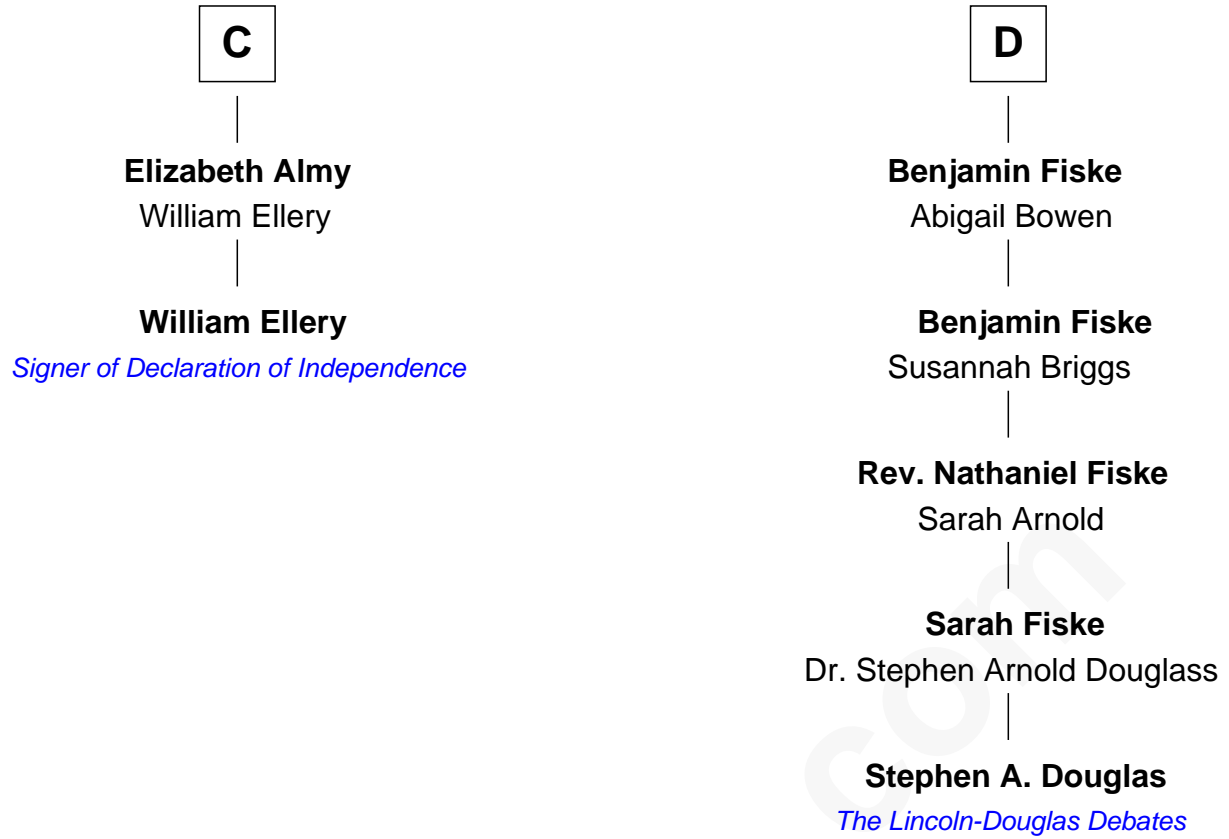 C
Elizabeth Almy
William Ellery
William Ellery
Signer of Declaration of Independence
D
Benjamin Fiske
Abigail Bowen
Benjamin Fiske
Susannah Briggs
Rev. Nathaniel Fiske
Sarah Arnold
Sarah Fiske
Dr. Stephen Arnold Douglass
Stephen A. Douglas
The Lincoln-Douglas Debates
com